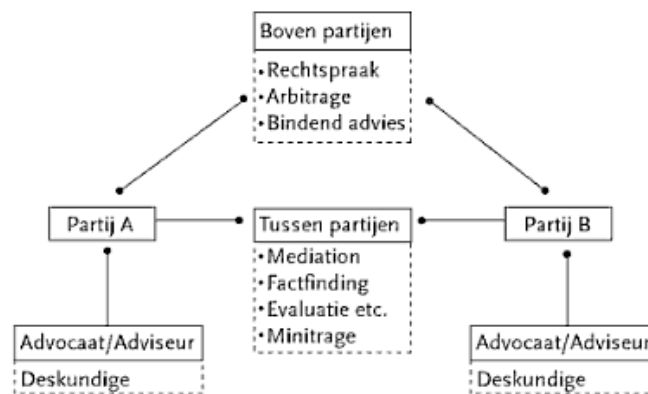 Boven partijen
• Rechtspraak
• Arbitrage
• Bindend advies
Partij A
Tussen partijen
Partij B
• Mediation
• Factfinding
• Evaluatie etc.
• Minitrage
Advocaat/Adviseur
Deskundige
Advocaat/Adviseur
Deskundige